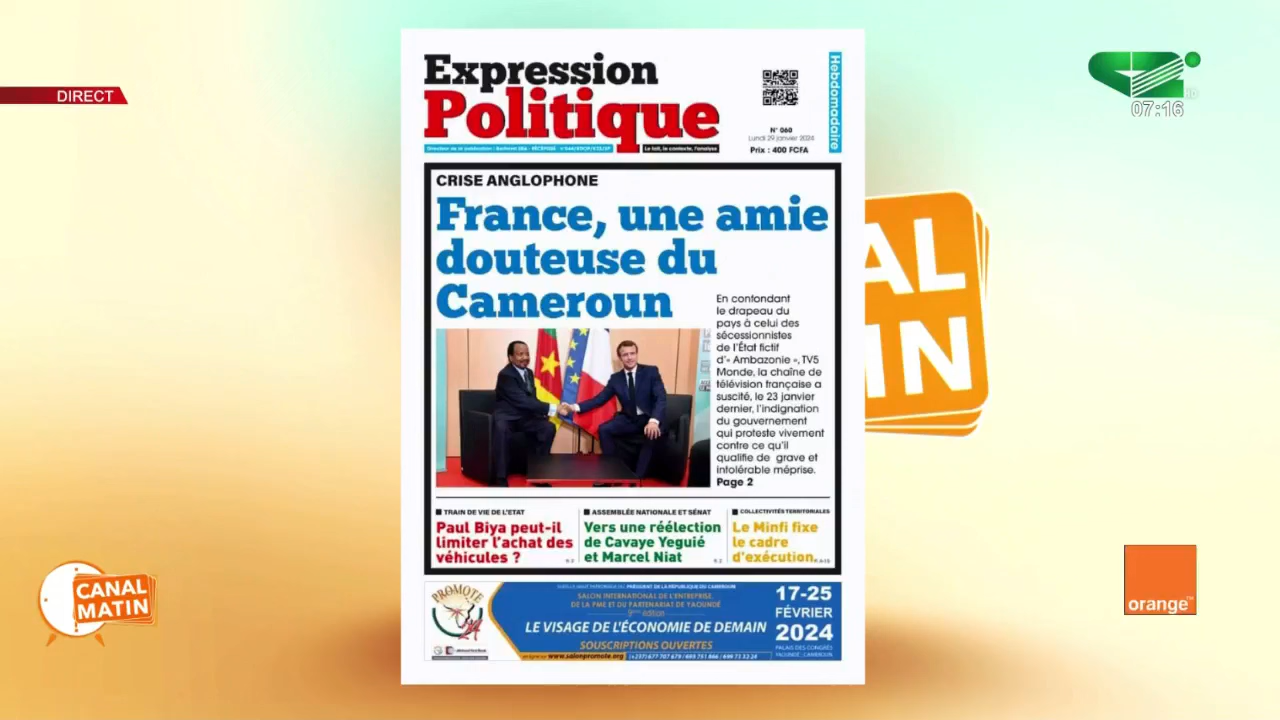 DIRECT
07:16
Expression
Politique
Hebdomadaire
N° 060
Lundi 29 janvier 2024
Prix : 400 FCFA
Le fait, le contexte, l'analyse
CRISE ANGLOPHONE
France, une amie
douteuse du
Cameroun
En confondant
le drapeau du
pays à celui des
sécessionnistes
de l'État fictif
d'« Ambazonie », TV5
Monde, la chaîne de
télévision française a
suscité, le 23 janvier
dernier, l'indignation
du gouvernement
qui proteste vivement
contre ce qu'il
qualifie de grave et
intolérable méprise.
Page 2
TRAIN DE VIE DE L'ETAT
Paul Biya peut-il
limiter l'achat des
véhicules ?
ASSEMBLÉE NATIONALE ET SÉNAT
Vers une réélection
de Cavaye Yeguié
et Marcel Niat
COLLECTIVITÉS TERRITORIALES
Le Minfi fixe
le cadre
d'exécution
PROMOTE
PRÉSIDENT DE LA RÉPUBLIQUE DU CAMEROUN
SALON INTERNATIONAL DE L'ENTREPRISE,
DE LA PME ET DU PARTENARIAT DE YAOUNDÉ
LE VISAGE DE L'ÉCONOMIE DE DEMAIN
SOUSCRIPTIONS OUVERTES
www.salonpromote.org
17-25
FÉVRIER
2024
PALAIS DES CONGRÈS
AL
IN
CANAL
MATIN
orange